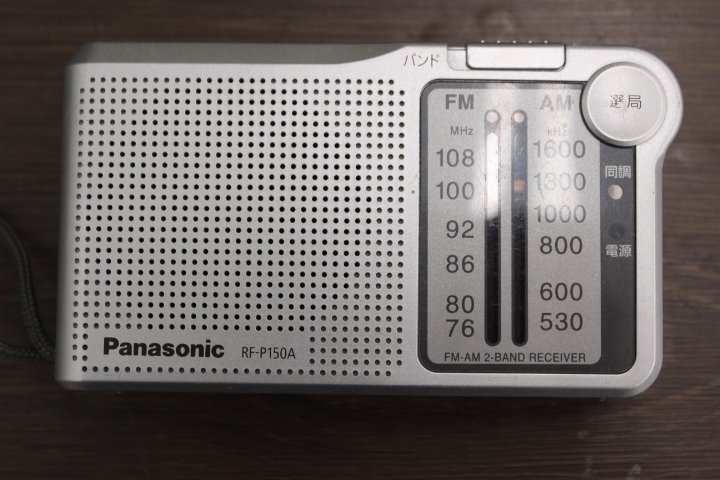 バンド
FM AM
MHz kHz
108 1600
100 1300
92 1000
86 800
80 600
76 530
FM-AM 2-BAND RECEIVER
選局
同調
電源
Panasonic RF-P150A